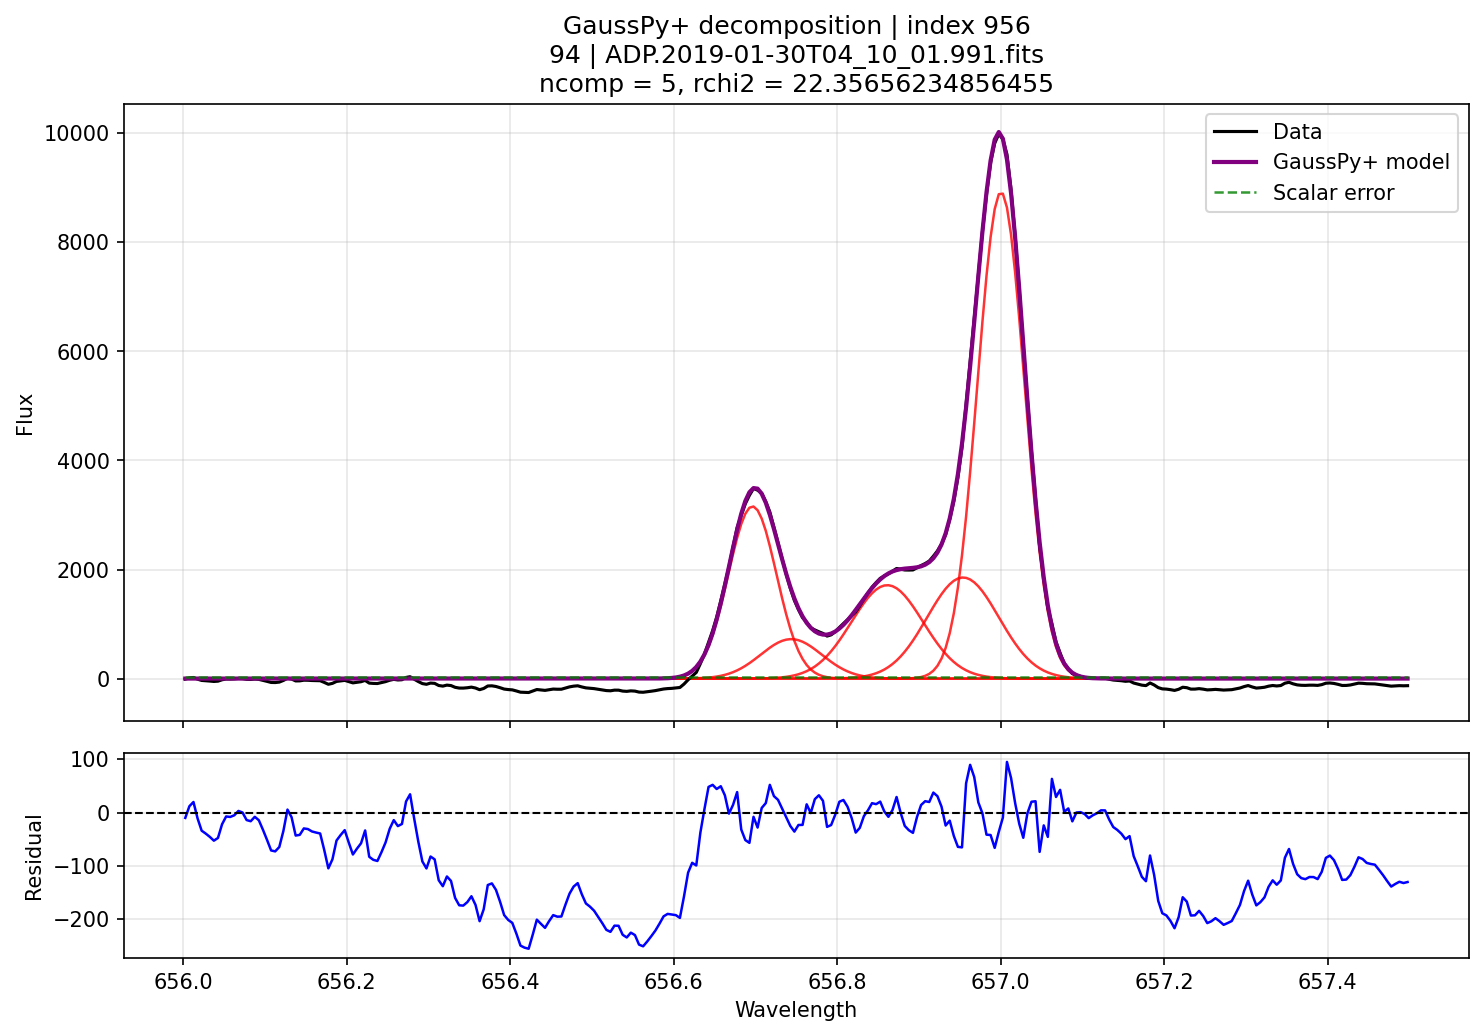 GaussPy+ decomposition | index 956
94 | ADP.2019-01-30T04_10_01.991.fits
ncomp = 5, rchi2 = 22.35656234856455
Data
GaussPy+ model
Scalar error
10000
8000
6000
4000
2000
0
Flux
100
0
−100
−200
Residual
656.0 656.2 656.4 656.6 656.8 657.0 657.2 657.4
Wavelength